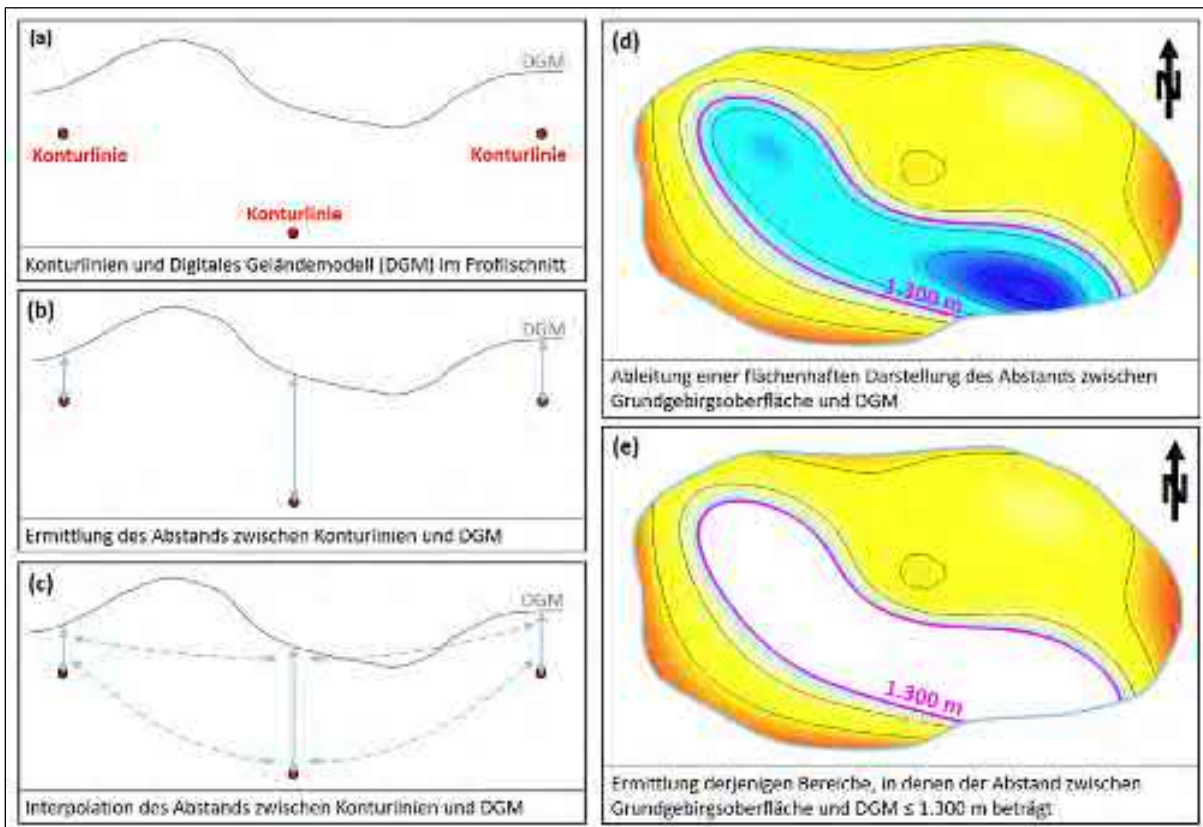 (a)
DGM
Konturlinie
Konturlinie
Konturlinie
Konturlinien und Digitales Geländemodell (DGM) im Profilschnitt
(b)
DGM
Ermittlung des Abstands zwischen Konturlinien und DGM
(c)
DGM
Interpolation des Abstands zwischen Konturlinien und DGM
(d)
N
1.300 m
Ableitung einer flächenhaften Darstellung des Abstands zwischen
Grundgebirgsoberfläche und DGM
(e)
N
1.300 m
Ermittlung derjenigen Bereiche, in denen der Abstand zwischen
Grundgebirgsoberfläche und DGM ≤ 1.300 m beträgt